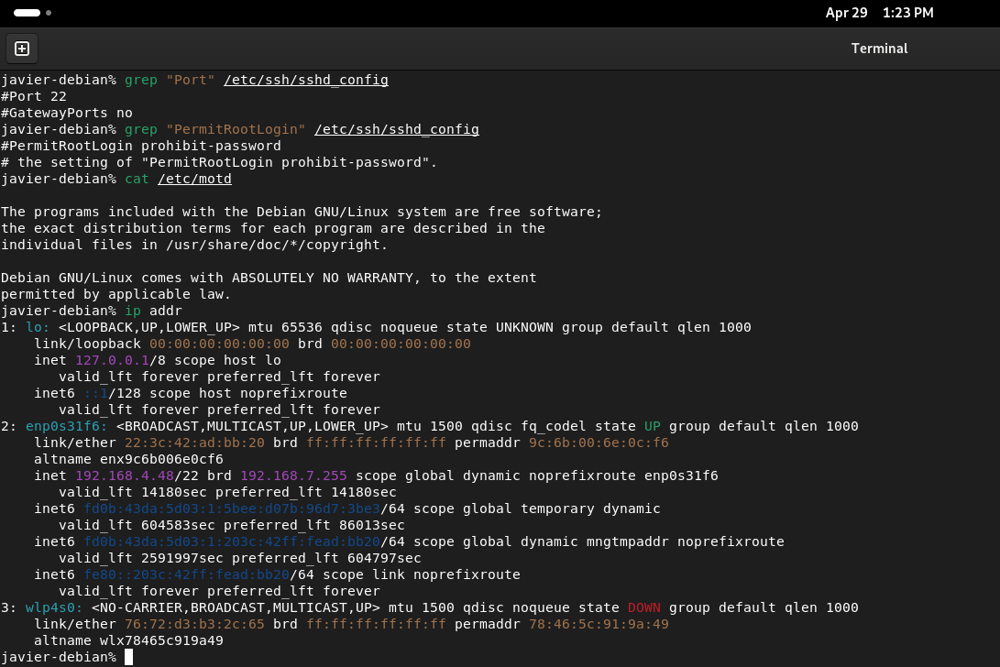 Apr 29 1:23 PM
Terminal
javier-debian% grep "Port" /etc/ssh/sshd_config
#Port 22
#GatewayPorts no
javier-debian% grep "PermitRootLogin" /etc/ssh/sshd_config
#PermitRootLogin prohibit-password
# the setting of "PermitRootLogin prohibit-password".
javier-debian% cat /etc/motd

The programs included with the Debian GNU/Linux system are free software;
the exact distribution terms for each program are described in the
individual files in /usr/share/doc/*/copyright.

Debian GNU/Linux comes with ABSOLUTELY NO WARRANTY, to the extent
permitted by applicable law.
javier-debian% ip addr
1: lo: <LOOPBACK,UP,LOWER_UP> mtu 65536 qdisc noqueue state UNKNOWN group default qlen 1000
    link/loopback 00:00:00:00:00:00 brd 00:00:00:00:00:00
    inet 127.0.0.1/8 scope host lo
       valid_lft forever preferred_lft forever
    inet6 ::1/128 scope host noprefixroute
       valid_lft forever preferred_lft forever
2: enp0s31f6: <BROADCAST,MULTICAST,UP,LOWER_UP> mtu 1500 qdisc fq_codel state UP group default qlen 1000
    link/ether 22:3c:42:ad:bb:20 brd ff:ff:ff:ff:ff:ff permaddr 9c:6b:00:6e:0c:f6
    altname enx9c6b006e0cf6
    inet 192.168.4.48/22 brd 192.168.7.255 scope global dynamic noprefixroute enp0s31f6
       valid_lft 14180sec preferred_lft 14180sec
    inet6 fd0b:43da:5d03:1:5bee:d07b:96d7:3be3/64 scope global temporary dynamic
       valid_lft 604583sec preferred_lft 86013sec
    inet6 fd0b:43da:5d03:1:203c:42ff:fead:bb20/64 scope global dynamic mngtmpaddr noprefixroute
       valid_lft 2591997sec preferred_lft 604797sec
    inet6 fe80::203c:42ff:fead:bb20/64 scope link noprefixroute
       valid_lft forever preferred_lft forever
3: wlp4s0: <NO-CARRIER,BROADCAST,MULTICAST,UP> mtu 1500 qdisc noqueue state DOWN group default qlen 1000
    link/ether 76:72:d3:b3:2c:65 brd ff:ff:ff:ff:ff:ff permaddr 78:46:5c:91:9a:49
    altname wlx78465c919a49
javier-debian%